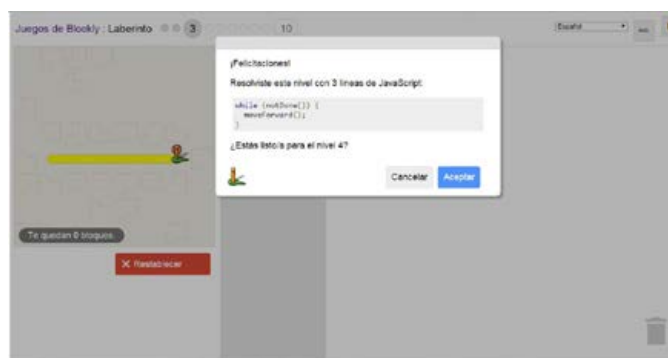 Juegos de Blockly : Laberinto 3 10 Español
¡Felicitaciones!
Resolviste este nivel con 3 líneas de JavaScript:
while (notDone()) {
moveForward();
}
¿Estás listo/a para el nivel 4?
Cancelar Aceptar
Te quedan 0 bloques.
Restablecer